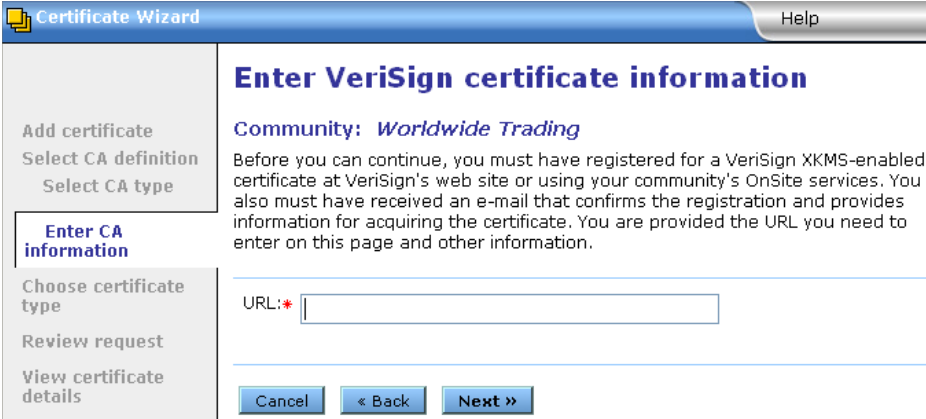 Certificate Wizard
Help
Add certificate
Select CA definition
Select CA type
Enter CA
information
Choose certificate
type
Review request
View certificate
details
Enter VeriSign certificate information
Community: Worldwide Trading
Before you can continue, you must have registered for a VeriSign XKMS-enabled
certificate at VeriSign's web site or using your community's OnSite services. You
also must have received an e-mail that confirms the registration and provides
information for acquiring the certificate. You are provided the URL you need to
enter on this page and other information.
URL:*
Cancel
« Back
Next »